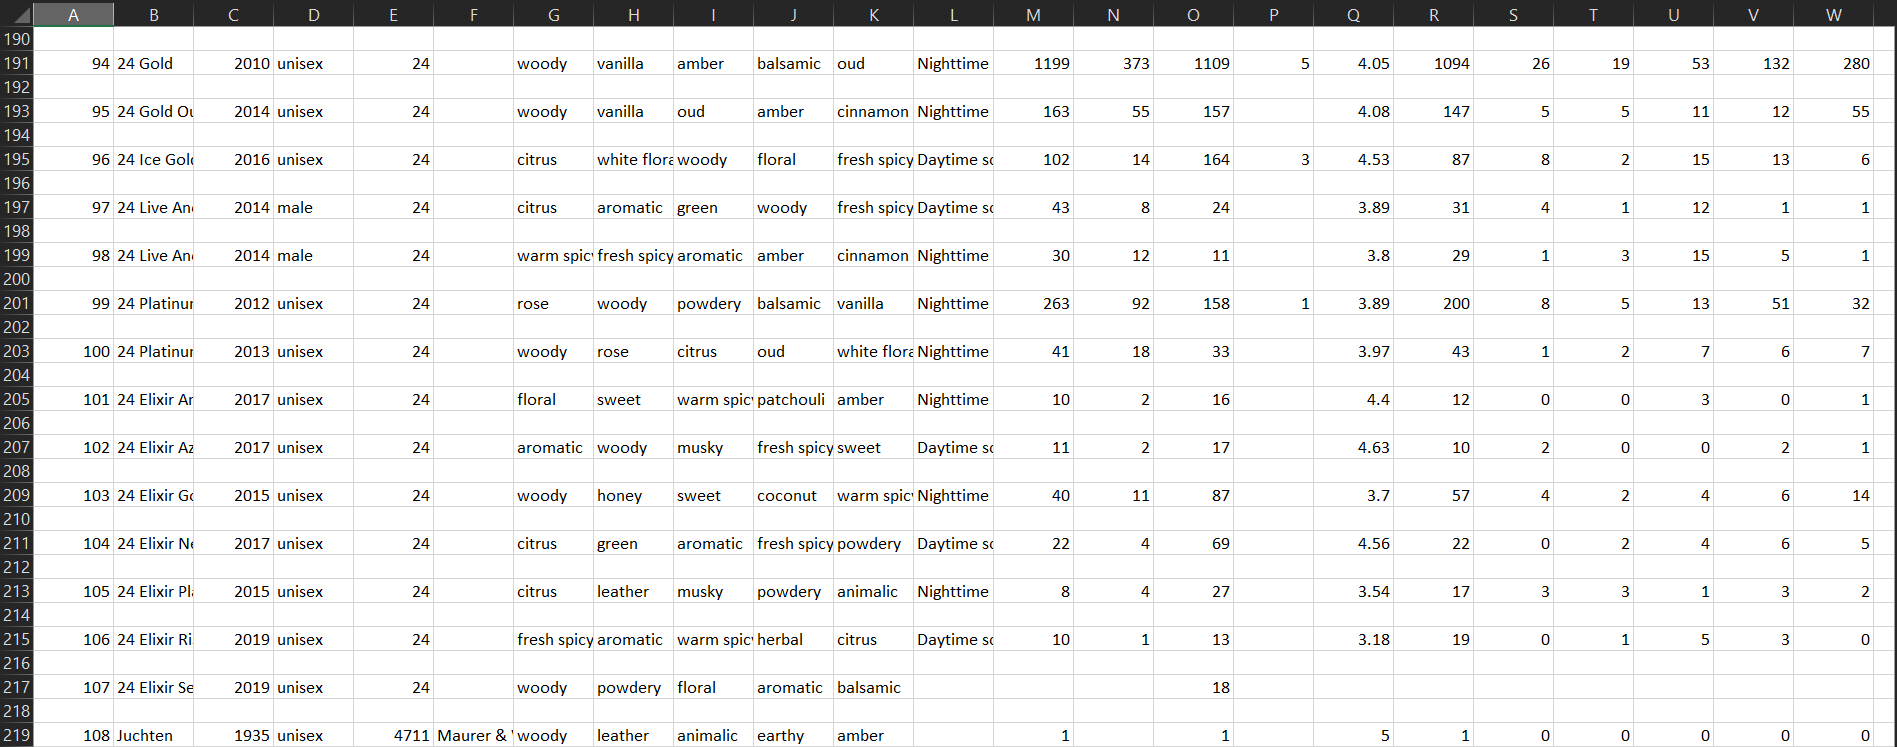 A B C D E F G H I J K L M N O P Q R S T U V W
190
191 94 24 Gold 2010 unisex 24 woody vanilla amber balsamic oud Nighttime 1199 373 1109 5 4.05 1094 26 19 53 132 280
192
193 95 24 Gold Ou 2014 unisex 24 woody vanilla oud amber cinnamon Nighttime 163 55 157 4.08 147 5 5 11 12 55
194
195 96 24 Ice Gold 2016 unisex 24 citrus white flora woody floral fresh spicy Daytime sc 102 14 164 3 4.53 87 8 2 15 13 6
196
197 97 24 Live And 2014 male 24 citrus aromatic green woody fresh spicy Daytime sc 43 8 24 3.89 31 4 1 12 1 1
198
199 98 24 Live And 2014 male 24 warm spicy fresh spicy aromatic amber cinnamon Nighttime 30 12 11 3.8 29 1 3 15 5 1
200
201 99 24 Platinur 2012 unisex 24 rose woody powdery balsamic vanilla Nighttime 263 92 158 1 3.89 200 8 5 13 51 32
202
203 100 24 Platinur 2013 unisex 24 woody rose citrus oud white flora Nighttime 41 18 33 3.97 43 1 2 7 6 7
204
205 101 24 Elixir Ar 2017 unisex 24 floral sweet warm spicy patchouli amber Nighttime 10 2 16 4.4 12 0 0 3 0 1
206
207 102 24 Elixir Az 2017 unisex 24 aromatic woody musky fresh spicy sweet Daytime sc 11 2 17 4.63 10 2 0 0 2 1
208
209 103 24 Elixir Go 2015 unisex 24 woody honey sweet coconut warm spicy Nighttime 40 11 87 3.7 57 4 2 4 6 14
210
211 104 24 Elixir Ne 2017 unisex 24 citrus green aromatic fresh spicy powdery Daytime sc 22 4 69 4.56 22 0 2 4 6 5
212
213 105 24 Elixir Pla 2015 unisex 24 citrus leather musky powdery animalic Nighttime 8 4 27 3.54 17 3 3 1 3 2
214
215 106 24 Elixir Ri 2019 unisex 24 fresh spicy aromatic warm spicy herbal citrus Daytime sc 10 1 13 3.18 19 0 1 5 3 0
216
217 107 24 Elixir Se 2019 unisex 24 woody powdery floral aromatic balsamic 18
218
219 108 Juchten 1935 unisex 4711 Maurer & woody leather animalic earthy amber 1 1 5 1 0 0 0 0 0